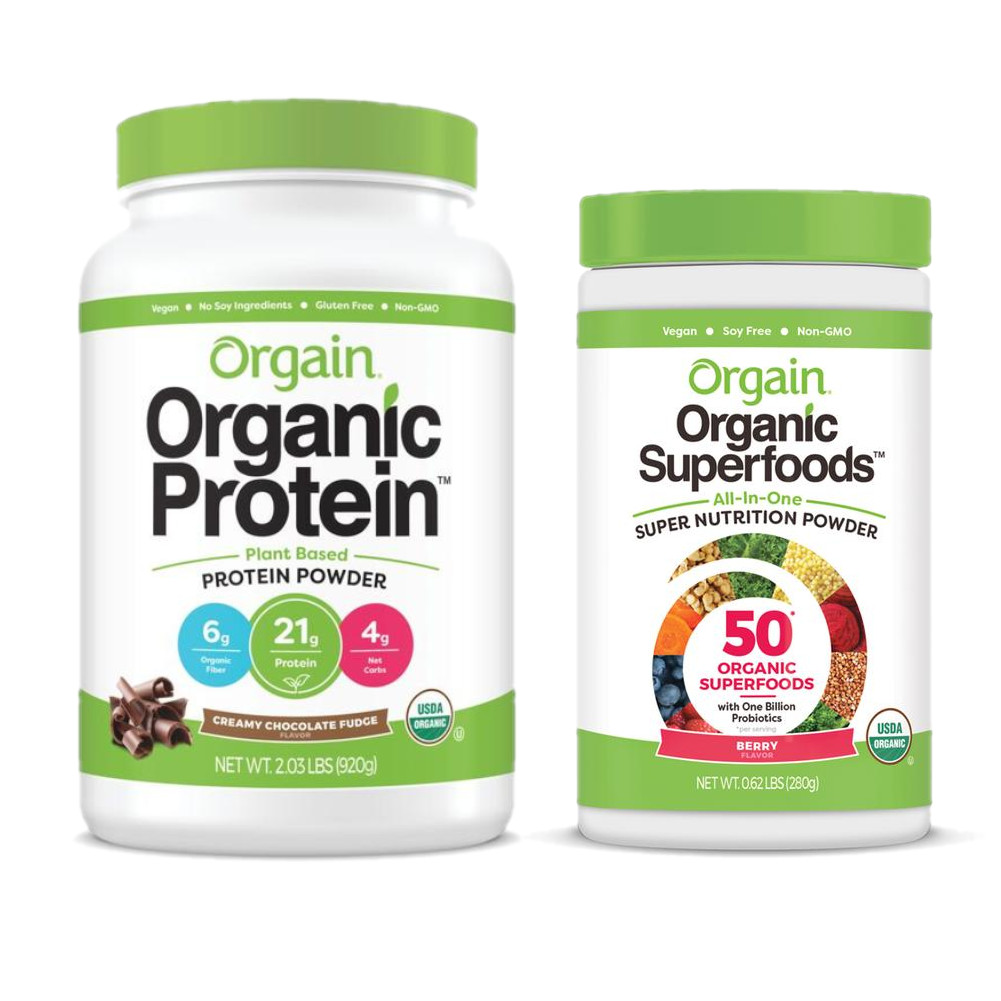 Vegan • No Soy Ingredients • Gluten Free • Non-GMO
Orgain.
Organic
Protein™
Plant Based
PROTEIN POWDER
6g
Organic
Fiber
21g
Protein
4g
Net
Carbs
CREAMY CHOCOLATE FUDGE
FLAVOR
USDA
ORGANIC
U
NET WT. 2.03 LBS (920g)
Vegan • Soy Free • Non-GMO
Orgain.
Organic
Superfoods™
All-In-One
SUPER NUTRITION POWDER
50*
ORGANIC
SUPERFOODS
with One Billion
Probiotics
*per serving
BERRY
FLAVOR
USDA
ORGANIC
U
NET WT. 0.62 LBS (280g)